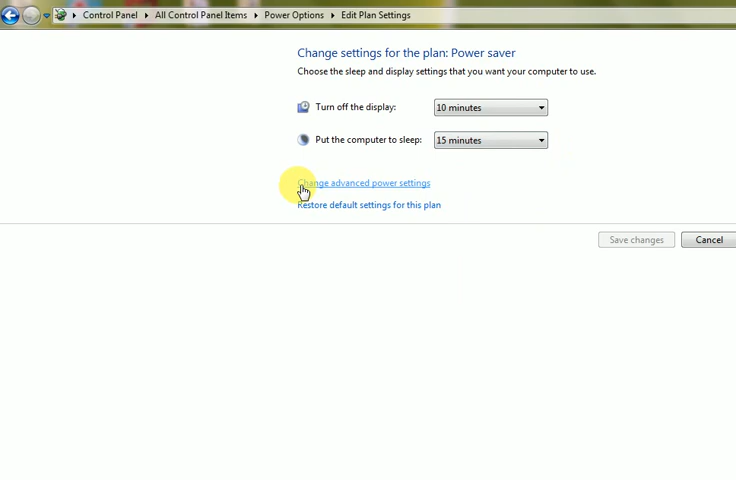 Control Panel All Control Panel Items Power Options Edit Plan Settings
Change settings for the plan: Power saver
Choose the sleep and display settings that you want your computer to use.
Turn off the display: 10 minutes
Put the computer to sleep: 15 minutes
Change advanced power settings
Restore default settings for this plan
Save changes Cancel